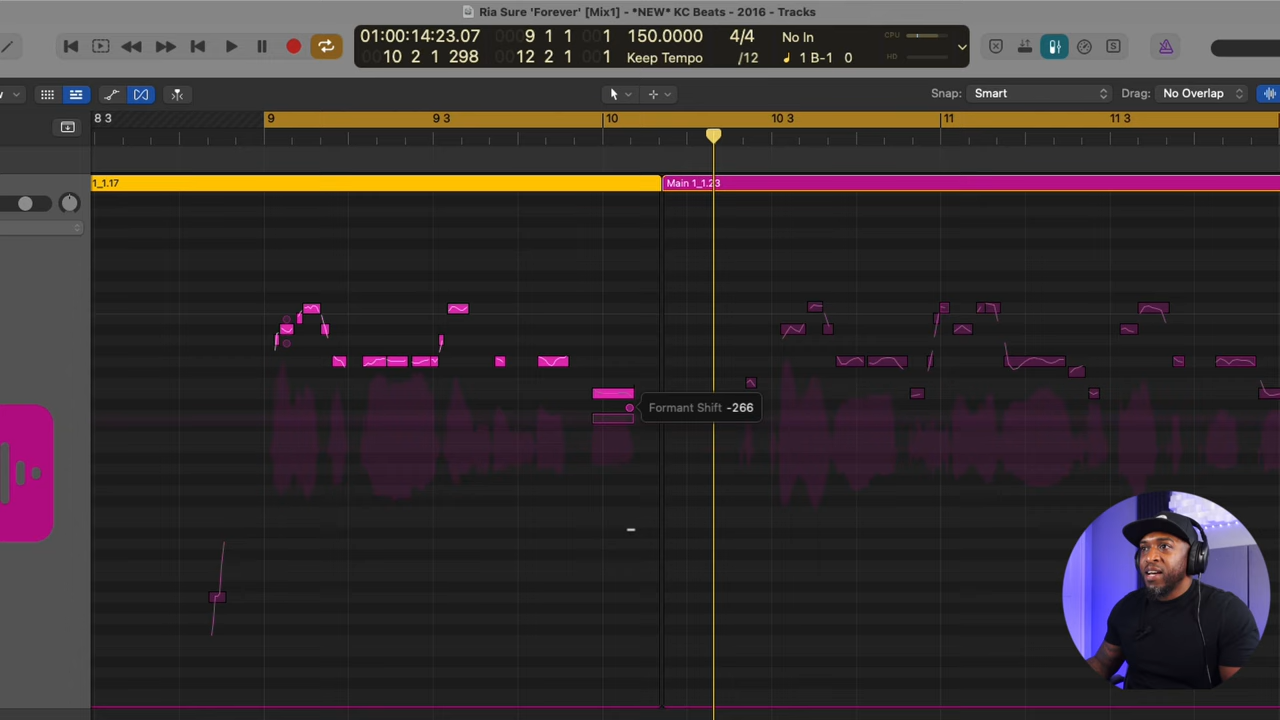 Ria Sure 'Forever' [Mix1] - *NEW* KC Beats - 2016 - Tracks
01:00:14:23.07 9 1 1 1 150.0000 4/4 No In CPU
10 2 1 298 12 2 1 1 Keep Tempo /12 1 B-1 0 HD
S
Snap: Smart Drag: No Overlap
8 3 9 9 3 10 10 3 11 11 3
1_1.17 Main 1_1.23
Formant Shift -266